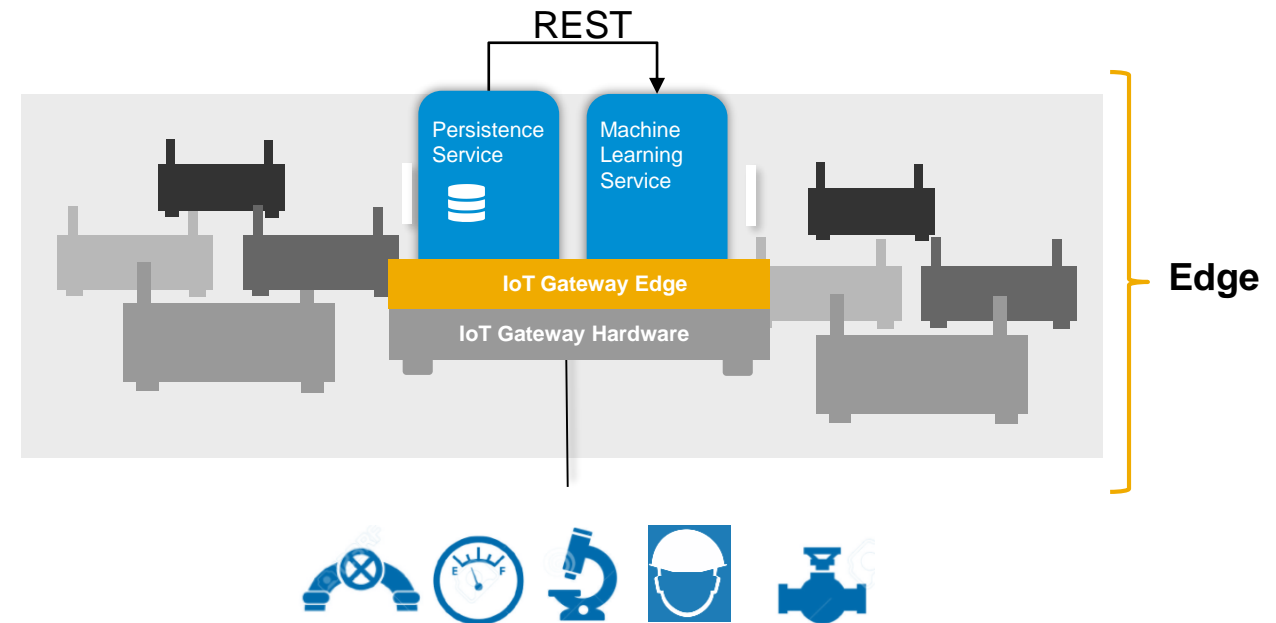 REST
Persistence
Service
Machine
Learning
Service
IoT Gateway Edge
IoT Gateway Hardware
Edge
E F